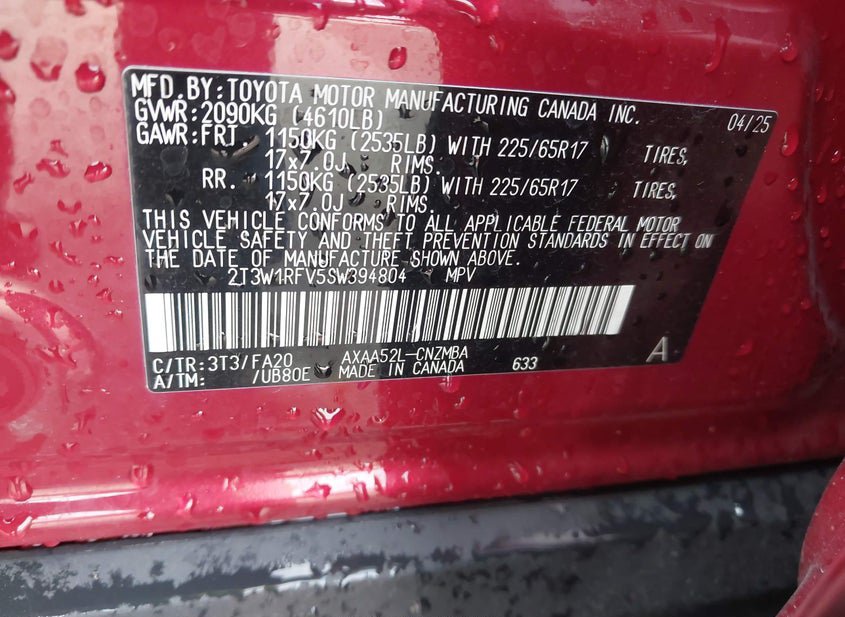 MFD.BY:TOYOTA MOTOR MANUFACTURING CANADA INC. 04/25
GVWR:2090KG (4610LB)
GAWR:FRT 1150KG (2535LB) WITH 225/65R17 TIRES,
17x7.0J RIMS.
RR. 1150KG (2535LB) WITH 225/65R17 TIRES,
17x7.0J RIMS.
THIS VEHICLE CONFORMS TO ALL APPLICABLE FEDERAL MOTOR
VEHICLE SAFETY AND THEFT PREVENTION STANDARDS IN EFFECT ON
THE DATE OF MANUFACTURE SHOWN ABOVE.
2T3W1RFV5SW394804 MPV
C/TR:3T3/FA20 AXAA52L-CNZMBA 633 A
A/TM: /UB80E MADE IN CANADA